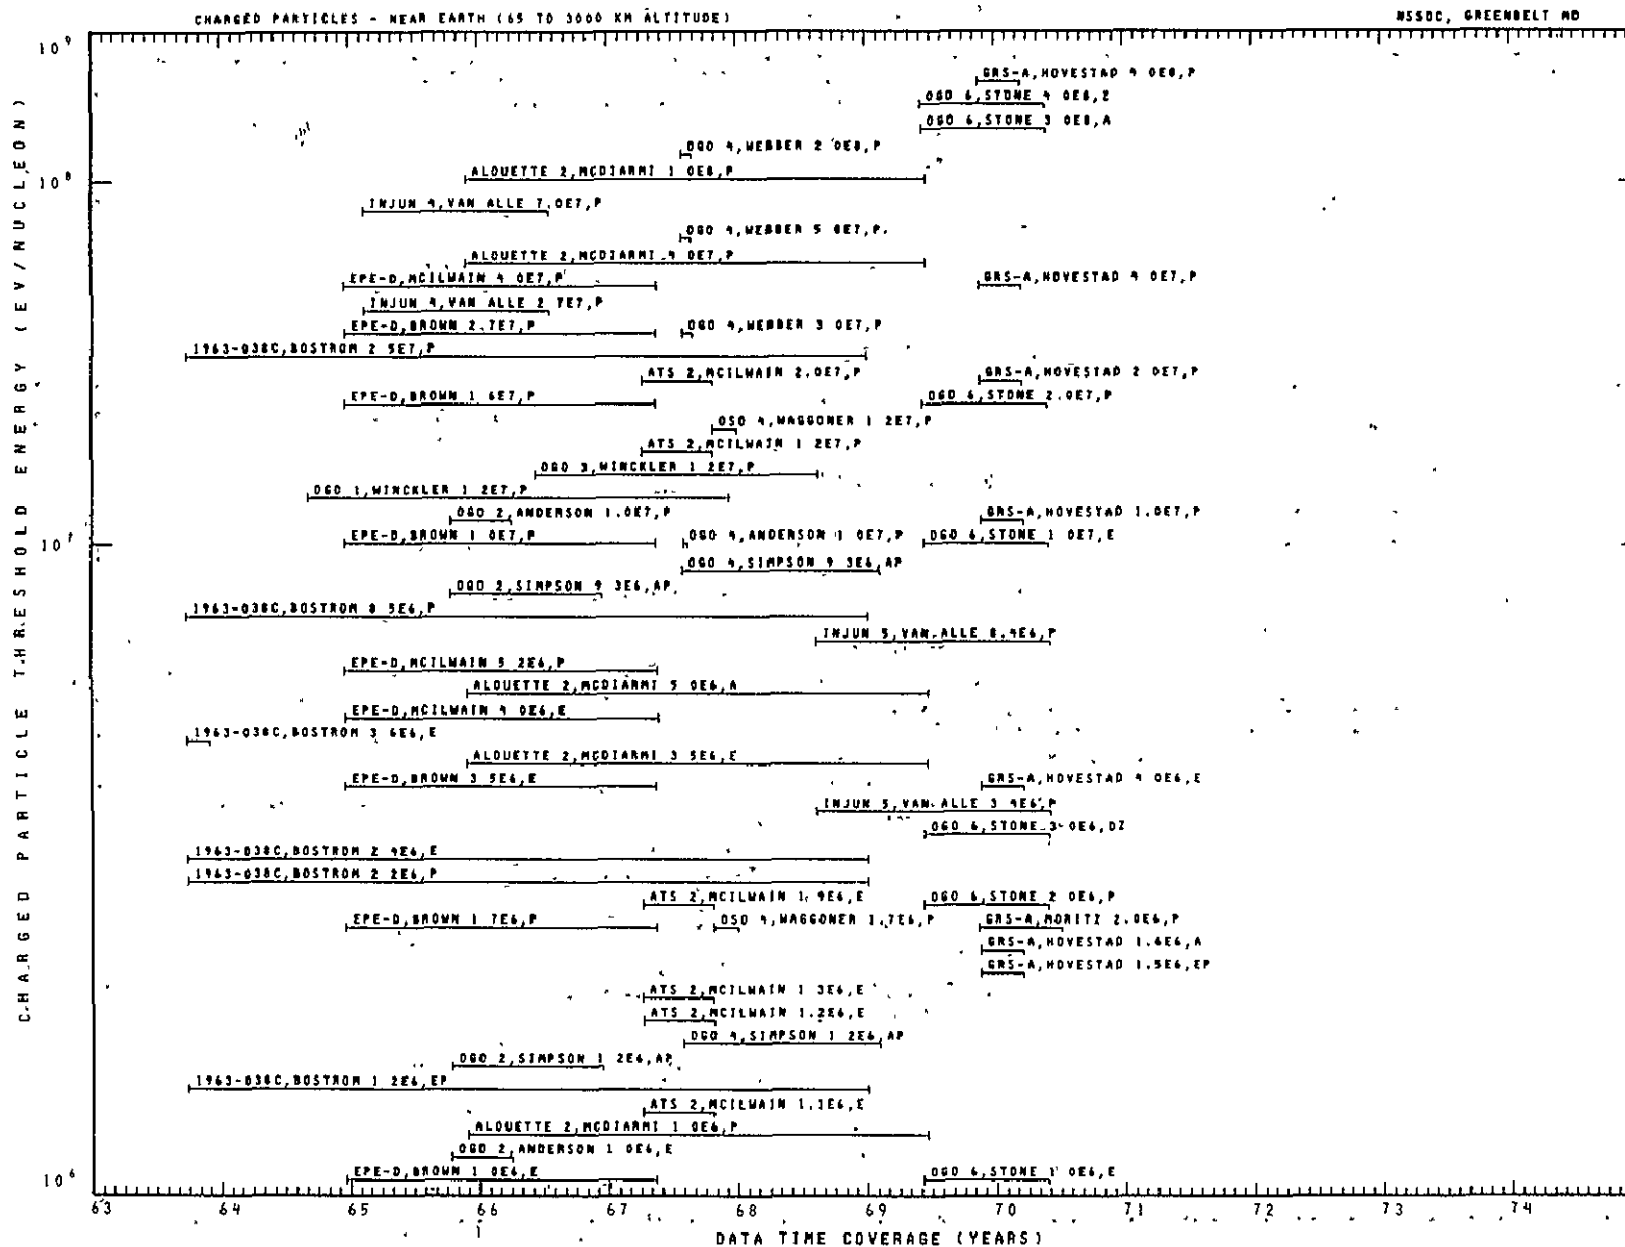 CHARGED PARTICLES - NEAR EARTH (65 TO 3000 KM ALTITUDE)
NSSDC, GREENBELT MD
CHARGED PARTICLE THRESHOLD ENERGY (EV/NUCLEON)
10^9
GRS-A,HOVESTAD 4 0E8,P
OGO 6,STONE 4 0E8,Z
OGO 6,STONE 3 0E8,A
OGO 4,WEBBER 2 0E8,P
ALOUETTE 2,MCDIARMI 1 0E8,P
10^8
INJUN 4,VAN ALLE 7.0E7,P
OGO 4,WEBBER 5 0E7,P
ALOUETTE 2,MCDIARMI 4 0E7,P
EPE-D,MCILWAIN 4 0E7,P
GRS-A,HOVESTAD 4 0E7,P
INJUN 4,VAN ALLE 2 7E7,P
EPE-D,BROWN 2.7E7,P
OGO 4,WEBBER 3 0E7,P
1963-038C,BOSTROM 2 5E7,P
ATS 2,MCILWAIN 2.0E7,P
GRS-A,HOVESTAD 2 0E7,P
EPE-D,BROWN 1 6E7,P
OGO 6,STONE 2.0E7,P
OSO 4,WAGGONER 1 2E7,P
ATS 2,MCILWAIN 1 2E7,P
OGO 3,WINCKLER 1 2E7,P
OGO 1,WINCKLER 1 2E7,P
OGO 2,ANDERSON 1.0E7,P
GRS-A,HOVESTAD 1.0E7,P
10^7
EPE-D,BROWN 1 0E7,P
OGO 4,ANDERSON 1 0E7,P
OGO 6,STONE 1 0E7,E
OGO 4,SIMPSON 9 3E6,AP
OGO 2,SIMPSON 9 3E6,AP
1963-038C,BOSTROM 8 5E6,P
INJUN 5,VAN ALLE 8.4E6,P
EPE-D,MCILWAIN 5 2E6,P
ALOUETTE 2,MCDIARMI 5 0E6,A
EPE-D,MCILWAIN 4 0E6,E
1963-038C,BOSTROM 3 6E6,E
ALOUETTE 2,MCDIARMI 3 5E6,E
EPE-D,BROWN 3 5E6,E
GRS-A,HOVESTAD 4 0E6,E
INJUN 5,VAN ALLE 3 4E6,P
OGO 6,STONE 3 0E6,DZ
1963-038C,BOSTROM 2 4E6,E
1963-038C,BOSTROM 2 2E6,P
ATS 2,MCILWAIN 1.9E6,E
OGO 6,STONE 2 0E6,P
EPE-D,BROWN 1 7E6,P
OSO 4,WAGGONER 1.7E6,P
GRS-A,MORITZ 2.0E6,P
GRS-A,HOVESTAD 1.6E6,A
GRS-A,HOVESTAD 1.5E6,EP
ATS 2,MCILWAIN 1 3E6,E
ATS 2,MCILWAIN 1.2E6,E
OGO 4,SIMPSON 1 2E6,AP
OGO 2,SIMPSON 1 2E6,AP
1963-038C,BOSTROM 1 2E6,EP
ATS 2,MCILWAIN 1.1E6,E
ALOUETTE 2,MCDIARMI 1 0E6,P
OGO 2,ANDERSON 1 0E6,E
EPE-D,BROWN 1 0E6,E
OGO 6,STONE 1 0E6,E
10^6
63 64 65 66 67 68 69 70 71 72 73 74
DATA TIME COVERAGE (YEARS)